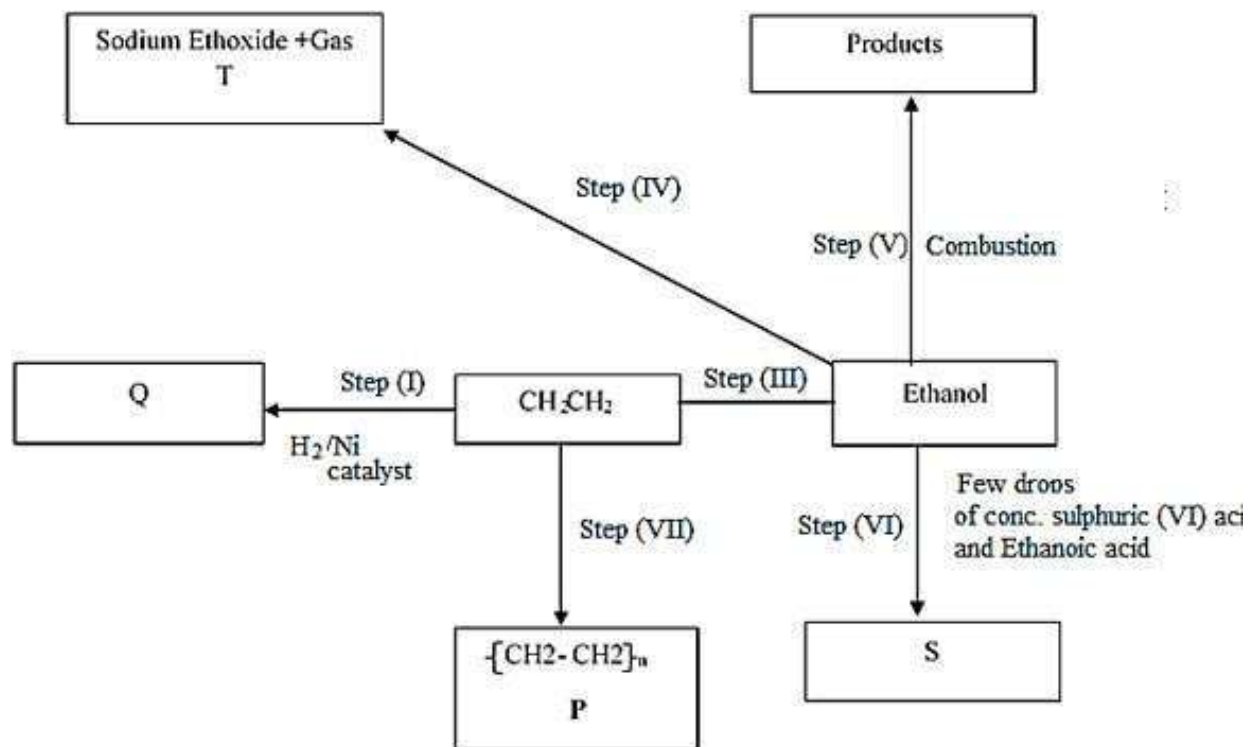 Sodium Ethoxide +Gas
T
Products
Step (IV)
Step (V) Combustion
Q
Step (I)
H₂/Ni
catalyst
CH₂CH₂
Step (III)
Ethanol
Step (VII)
Step (VI)
Few drops
of conc. sulphuric (VI) aci
and Ethanoic acid
-[CH2-CH2]-n
P
S